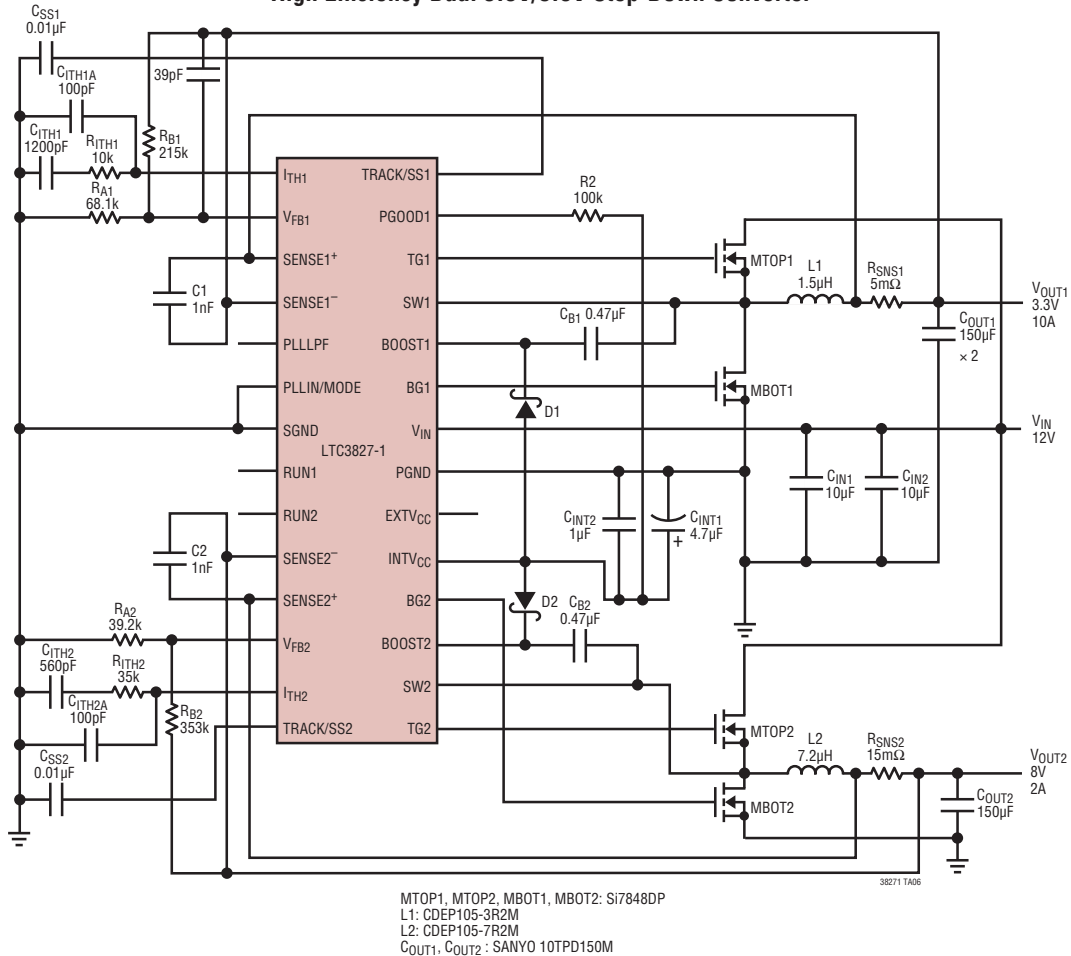 High Efficiency Dual Step-Down Converter
CSS1
0.01µF
CITH1A
100pF
39pF
CITH1
1200pF
RITH1
10k
RB1
215k
RA1
68.1k
ITH1
VFB1
SENSE1+
SENSE1−
PLLLPF
PLLIN/MODE
SGND
RUN1
RUN2
SENSE2−
SENSE2+
VFB2
ITH2
TRACK/SS2
LTC3827-1
TRACK/SS1
PGOOD1
TG1
SW1
BOOST1
BG1
VIN
PGND
EXTVCC
INTVCC
BG2
BOOST2
SW2
TG2
C1
1nF
C2
1nF
RA2
39.2k
CITH2
560pF
RITH2
35k
CITH2A
100pF
RB2
353k
CSS2
0.01µF
R2
100k
MTOP1
L1
1.5µH
RSNS1
5mΩ
VOUT1
3.3V
10A
COUT1
150µF
× 2
CB1 0.47µF
MBOT1
D1
VIN
12V
CIN1
10µF
CIN2
10µF
CINT2
1µF
CINT1
4.7µF
+
D2
CB2
0.47µF
MTOP2
L2
7.2µH
RSNS2
15mΩ
VOUT2
8V
2A
COUT2
150µF
MBOT2
38271 TA06
MTOP1, MTOP2, MBOT1, MBOT2: Si7848DP
L1: CDEP105-3R2M
L2: CDEP105-7R2M
COUT1, COUT2 : SANYO 10TPD150M